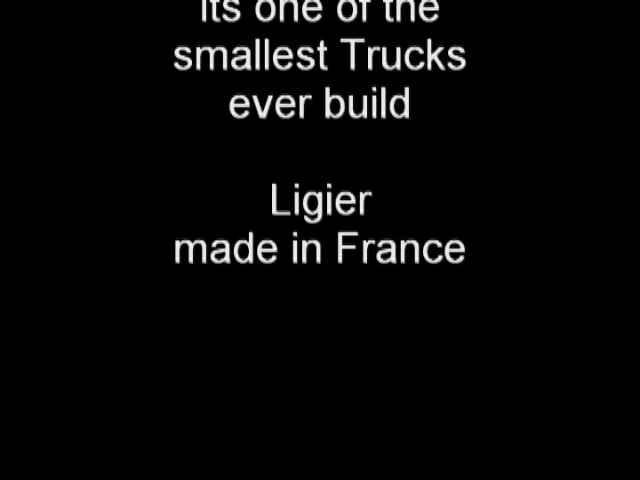 its one of the
smallest Trucks
ever build
Ligier
made in France